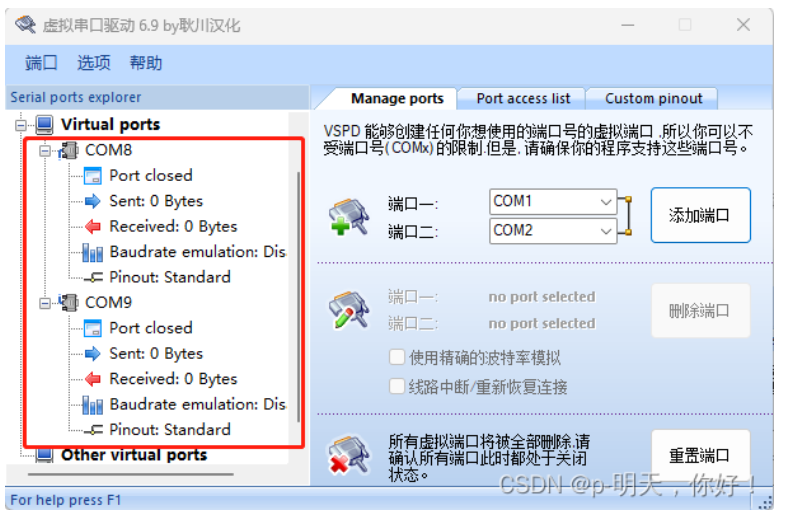 虚拟串口驱动 6.9 by耿川汉化
端口 选项 帮助
Serial ports explorer
Virtual ports
COM8
Port closed
Sent: 0 Bytes
Received: 0 Bytes
Baudrate emulation: Dis
Pinout: Standard
COM9
Port closed
Sent: 0 Bytes
Received: 0 Bytes
Baudrate emulation: Dis
Pinout: Standard
Other virtual ports
Manage ports Port access list Custom pinout
VSPD 能够创建任何你想使用的端口号的虚拟端口 .所以你可以不
受端口号(COMx)的限制.但是.请确保你的程序支持这些端口号。
端口一: COM1
端口二: COM2
添加端口
端口一: no port selected
端口二: no port selected
删除端口
使用精确的波特率模拟
线路中断/重新恢复连接
所有虚拟端口将被全部删除.请
确认所有端口此时都处于关闭
状态。
重置端口
For help press F1
CSDN @p-明天，你好！